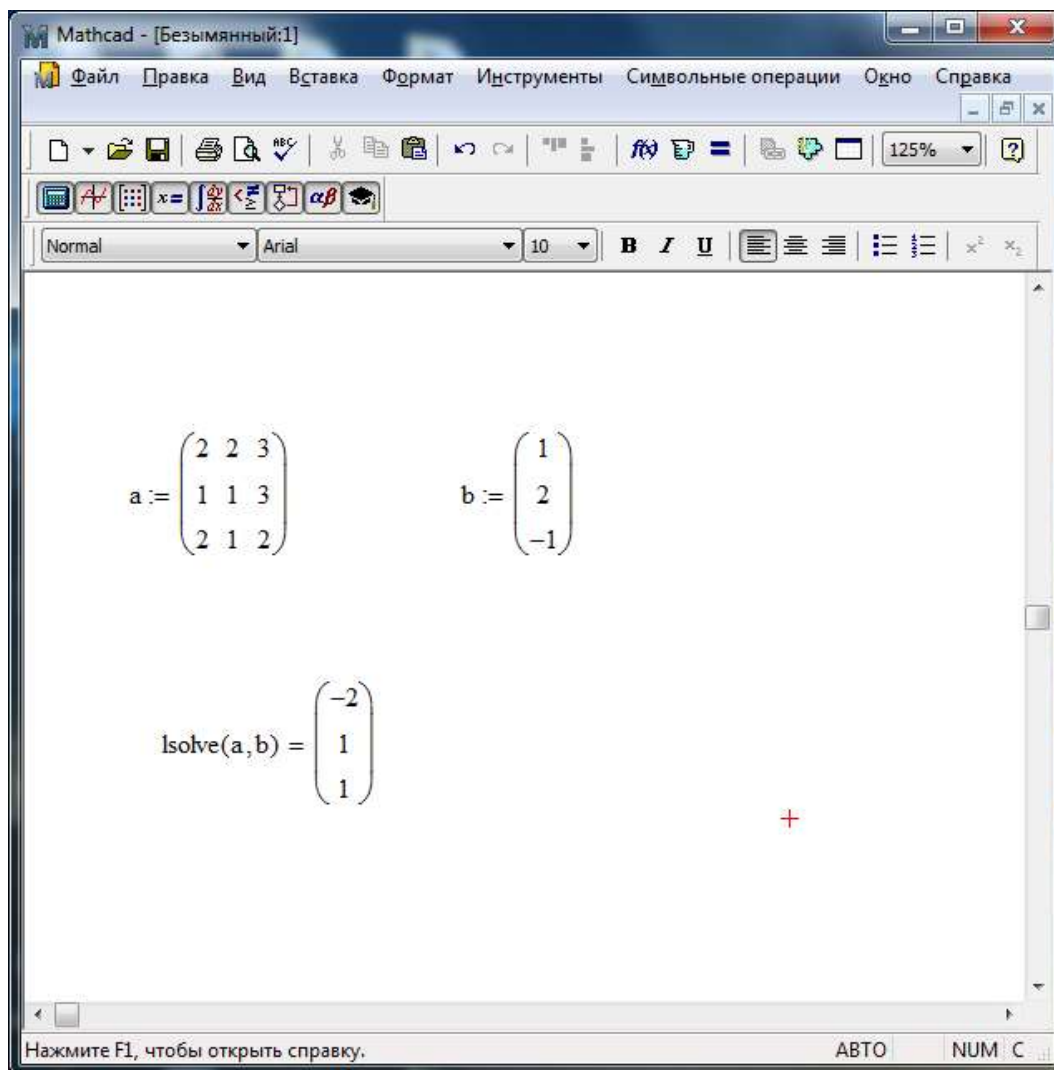 Mathcad - [Безымянный:1]
Файл Правка Вид Вставка Формат Инструменты Символьные операции Окно Справка
125%
Normal Arial 10 B I U
a := (2 2 3
1 1 3
2 1 2)
b := (1
2
−1)
lsolve(a,b) = (−2
1
1)
Нажмите F1, чтобы открыть справку. АВТО NUM C